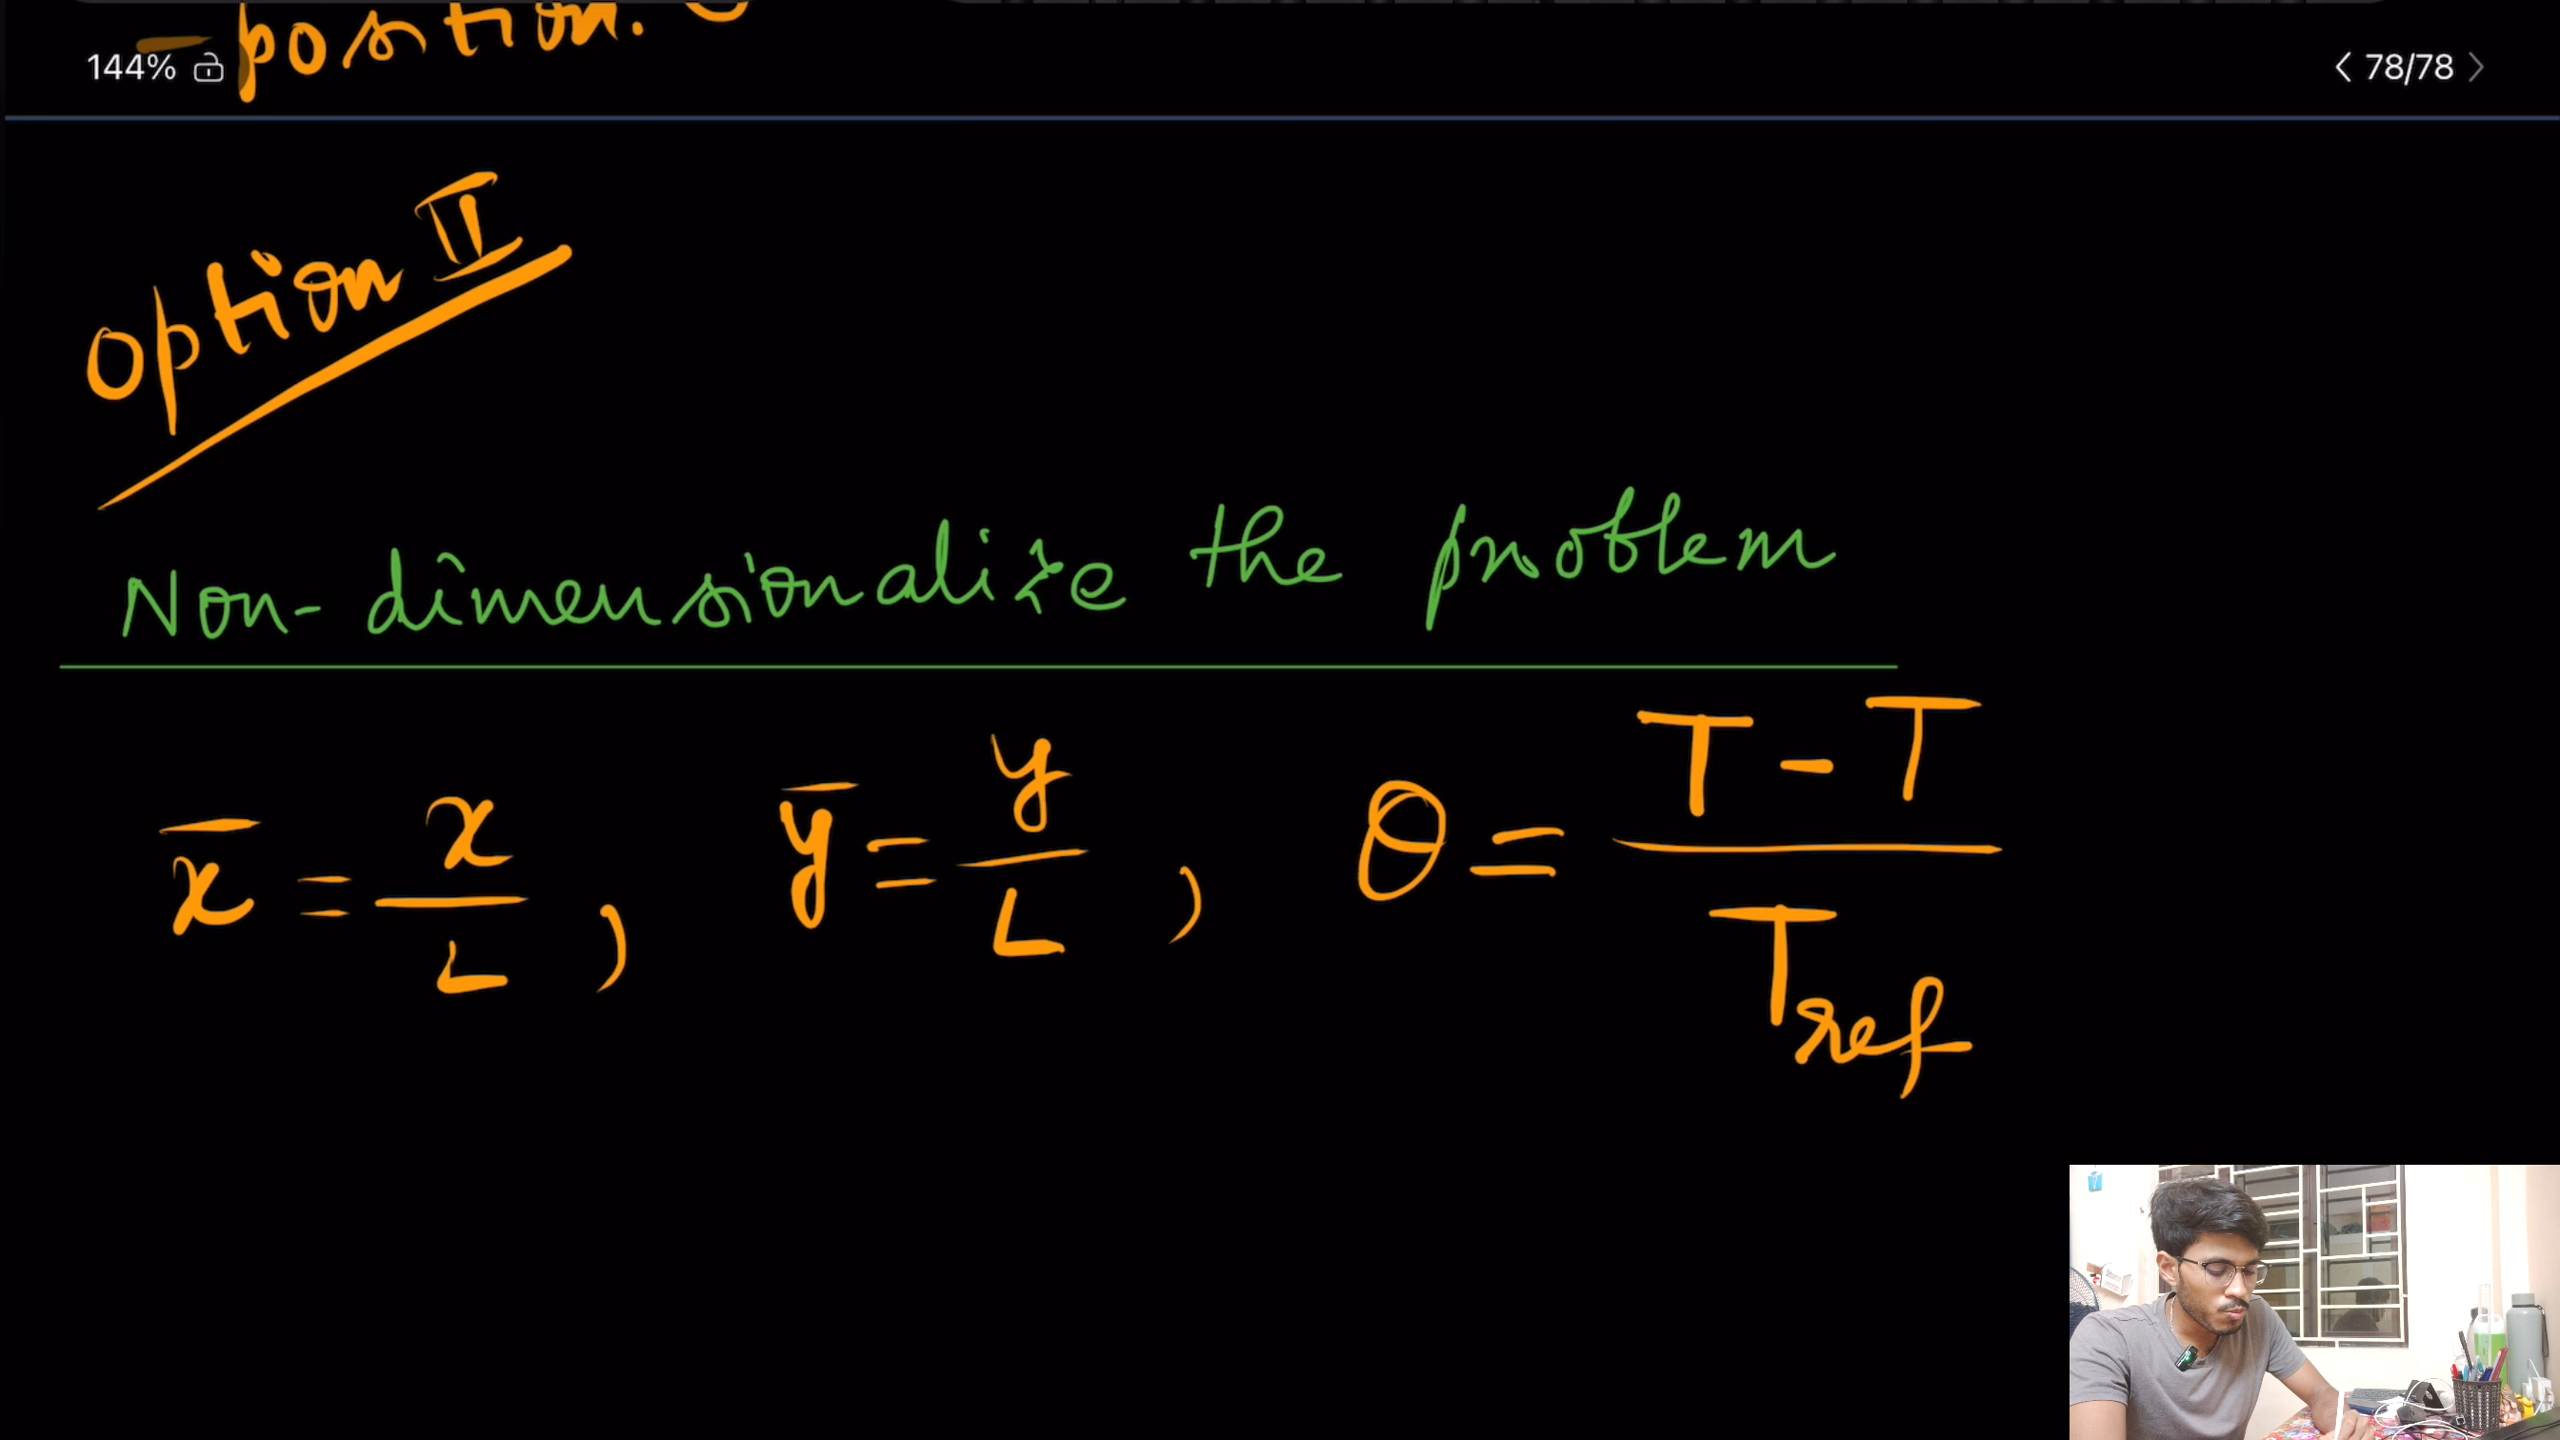 position.
144%
78/78
Option II
Non-dimensionalize the problem
x̄ = x/L , ȳ = y/L , θ = (T - T)/T_ref